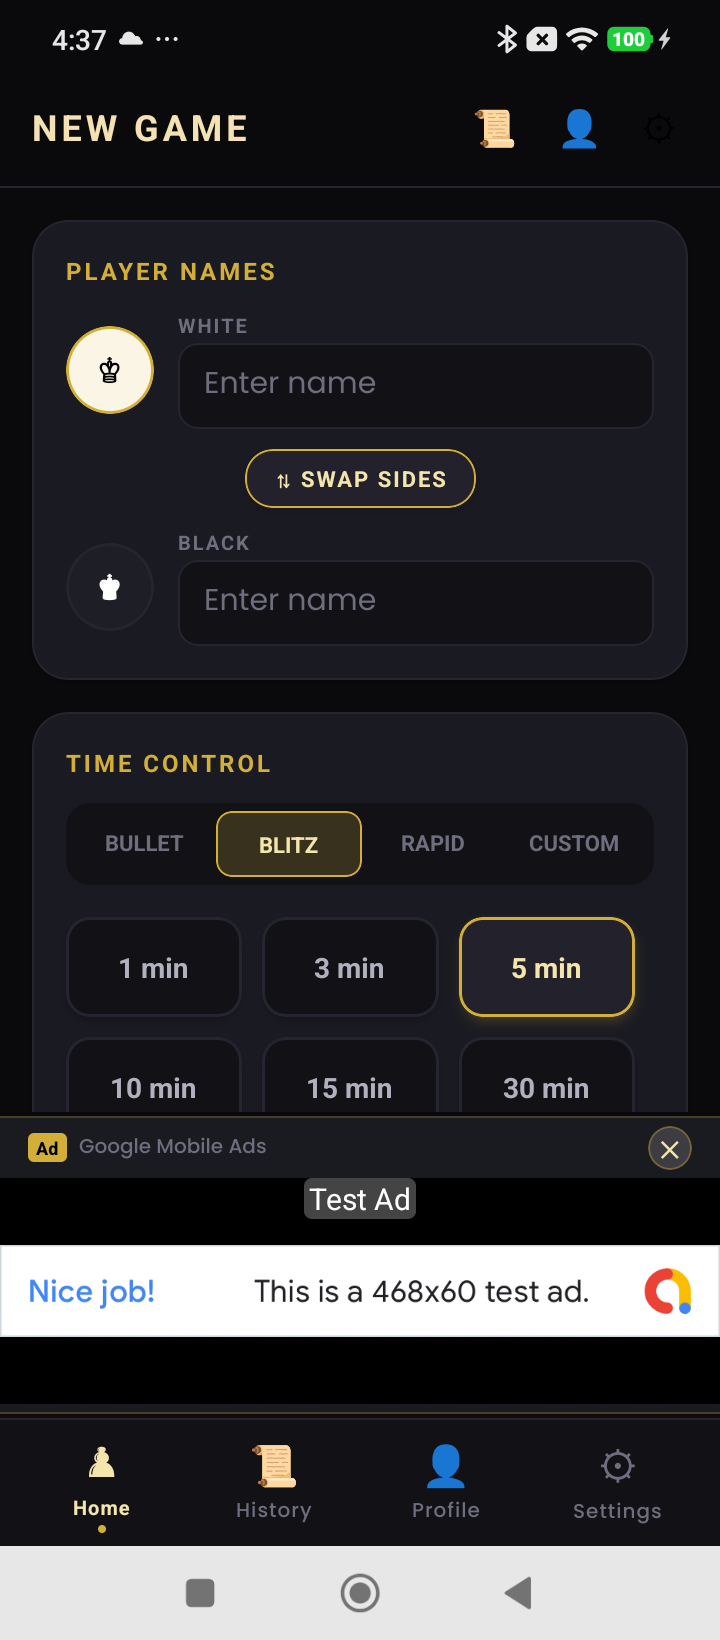 4:37
100
NEW GAME
PLAYER NAMES
WHITE
Enter name
⇅ SWAP SIDES
BLACK
Enter name
TIME CONTROL
BULLET BLITZ RAPID CUSTOM
1 min 3 min 5 min
10 min 15 min 30 min
Ad Google Mobile Ads
Test Ad
Nice job! This is a 468x60 test ad.
Home History Profile Settings